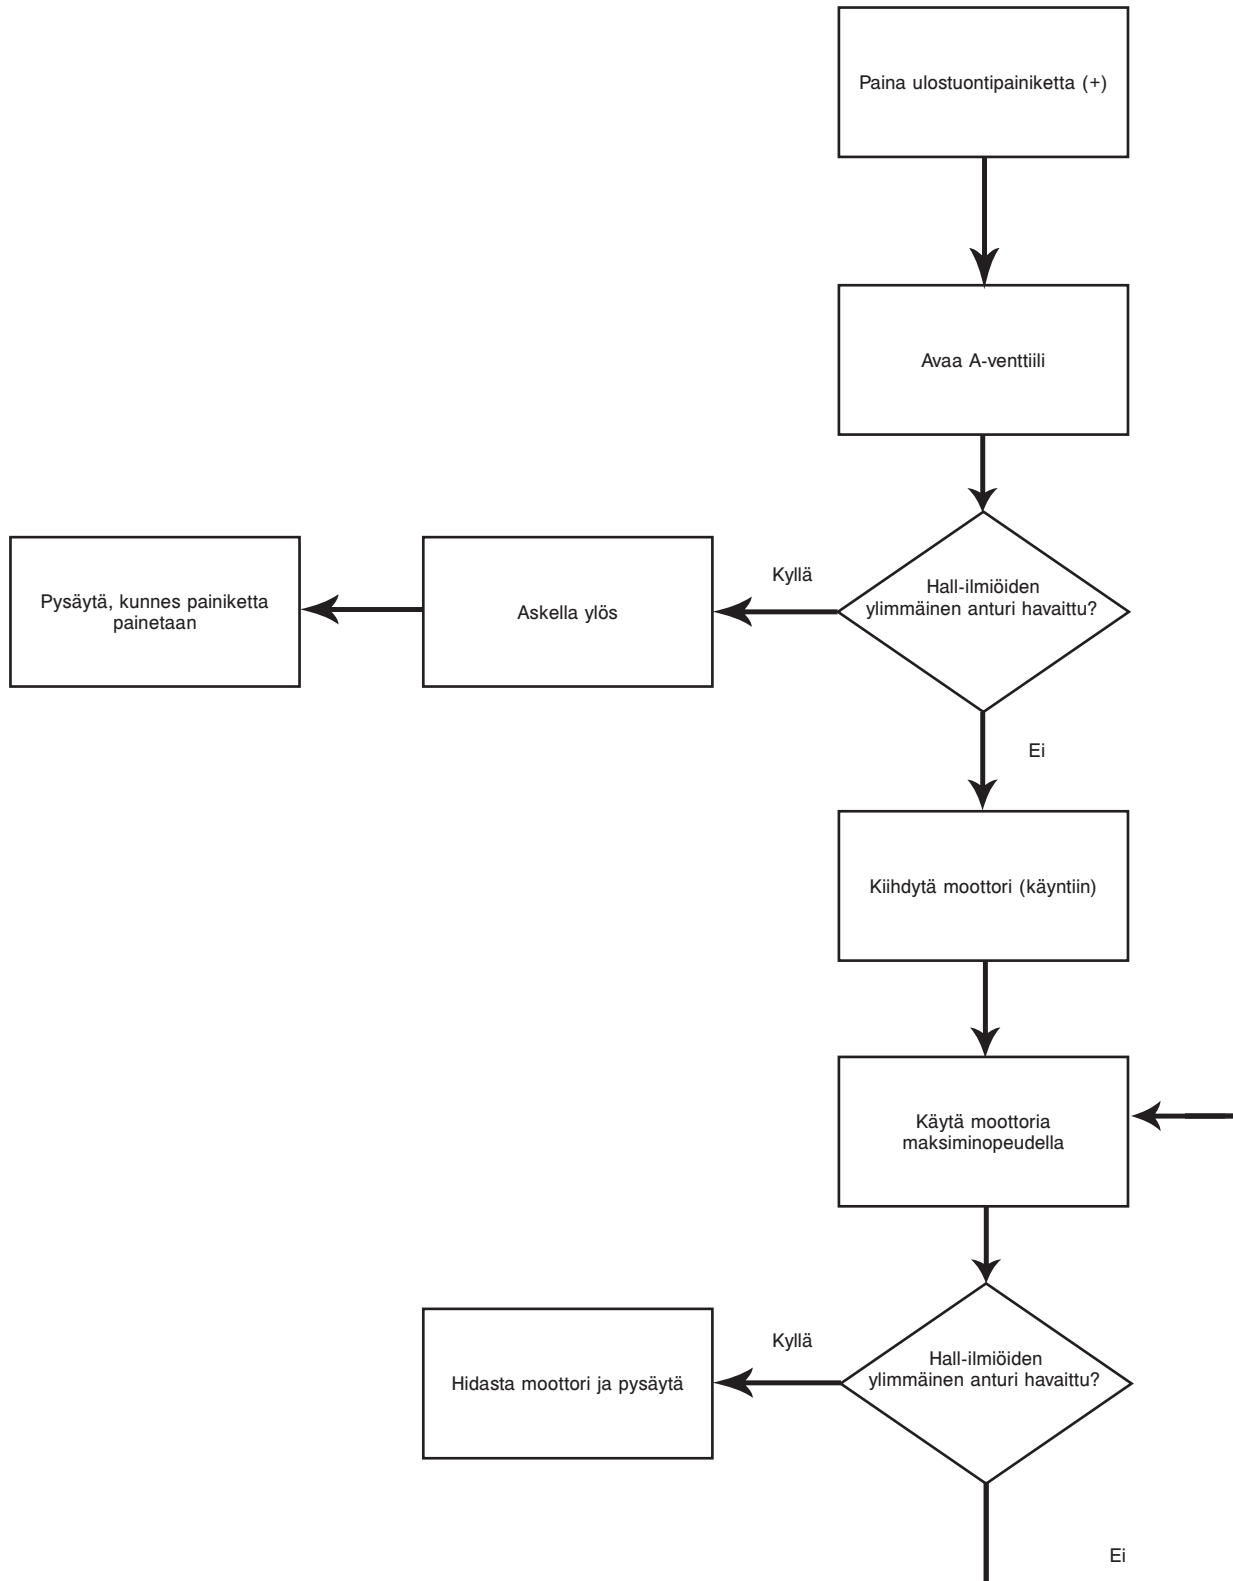 Paina ulostuontipainiketta (+)
Avaa A-venttiili
Hall-ilmiöiden
ylimmäinen anturi havaittu?
Kyllä
Askella ylös
Pysäytä, kunnes painiketta
painetaan
Ei
Kiihdytä moottori (käyntiin)
Käytä moottoria
maksiminopeudella
Hall-ilmiöiden
ylimmäinen anturi havaittu?
Kyllä
Hidasta moottori ja pysäytä
Ei